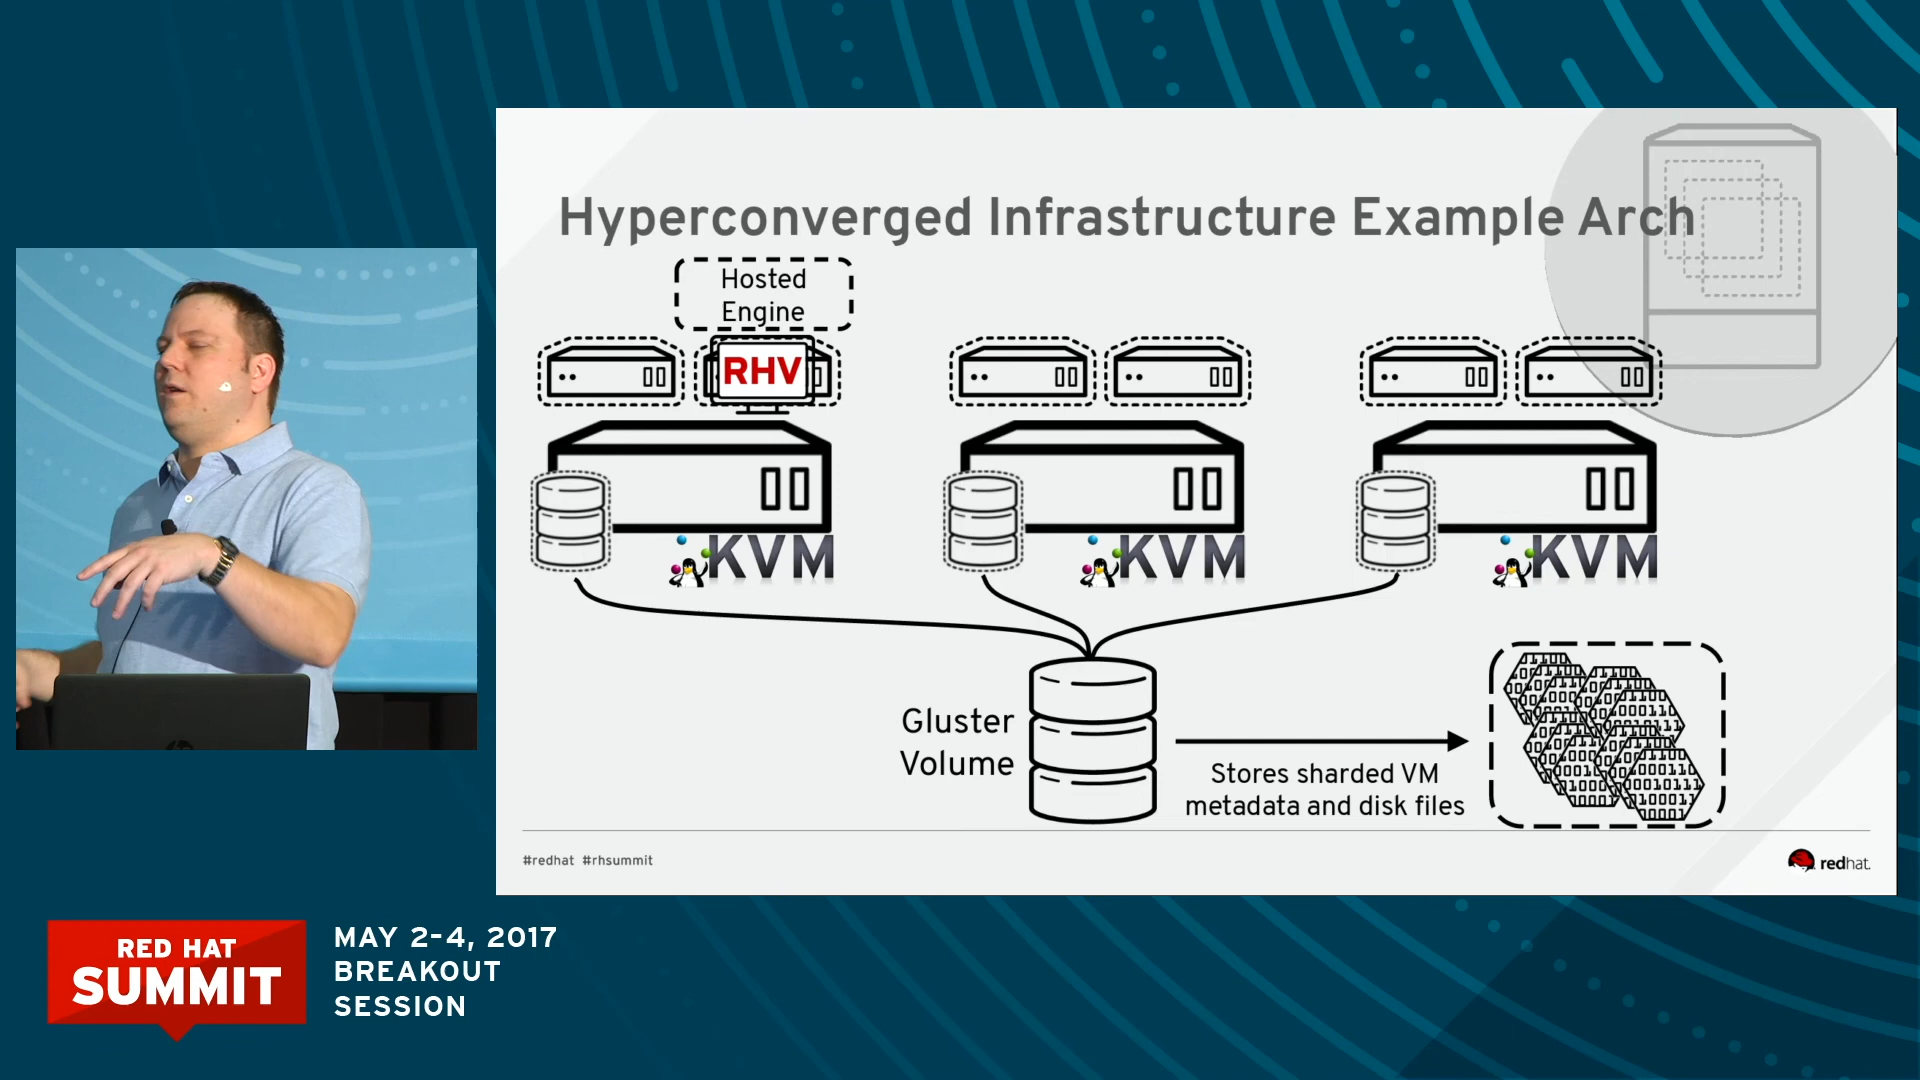 Hyperconverged Infrastructure Example Arch
Hosted
Engine
RHV
KVM
KVM
KVM
Gluster
Volume
Stores sharded VM
metadata and disk files
#redhat #rhsummit
redhat.
RED HAT
SUMMIT
MAY 2-4, 2017
BREAKOUT
SESSION